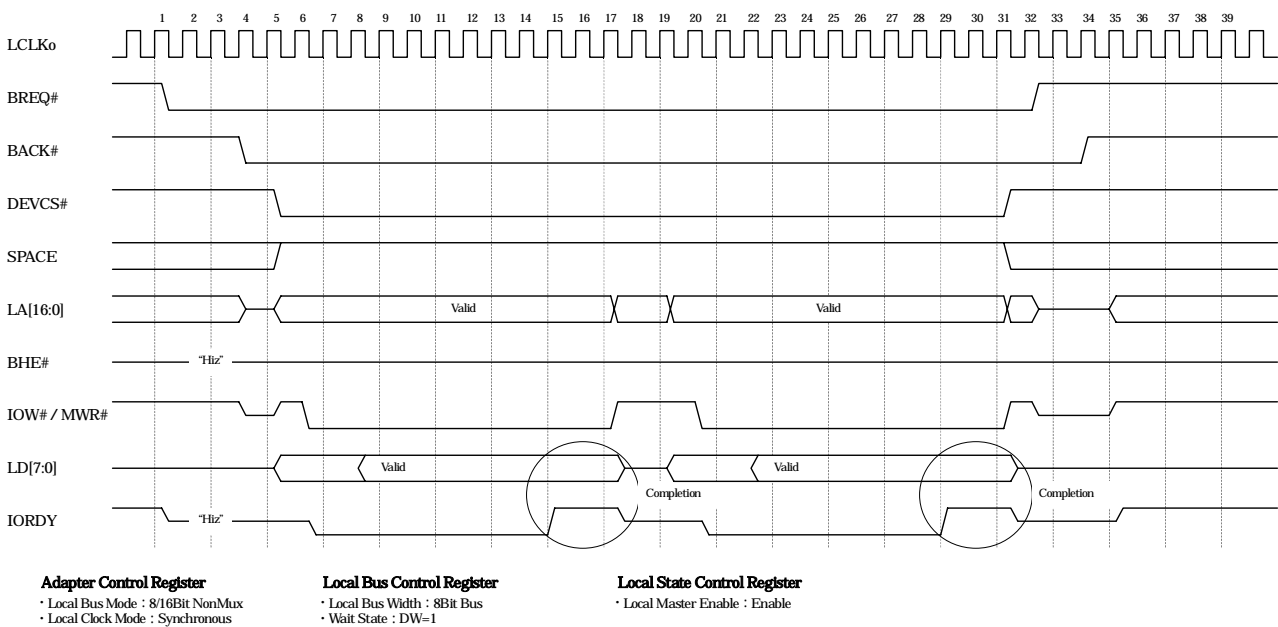 1 2 3 4 5 6 7 8 9 10 11 12 13 14 15 16 17 18 19 20 21 22 23 24 25 26 27 28 29 30 31 32 33 34 35 36 37 38 39
LCLKo
BREQ#
BACK#
DEVCS#
SPACE
LA[16:0] Valid Valid
BHE# “Hiz”
IOW# / MWR#
LD[7:0] Valid Valid
Completion Completion
IORDY “Hiz”
Adapter Control Register
・Local Bus Mode：8/16Bit NonMux
・Local Clock Mode：Synchronous
Local Bus Control Register
・Local Bus Width：8Bit Bus
・Wait State：DW=1
Local State Control Register
・Local Master Enable：Enable